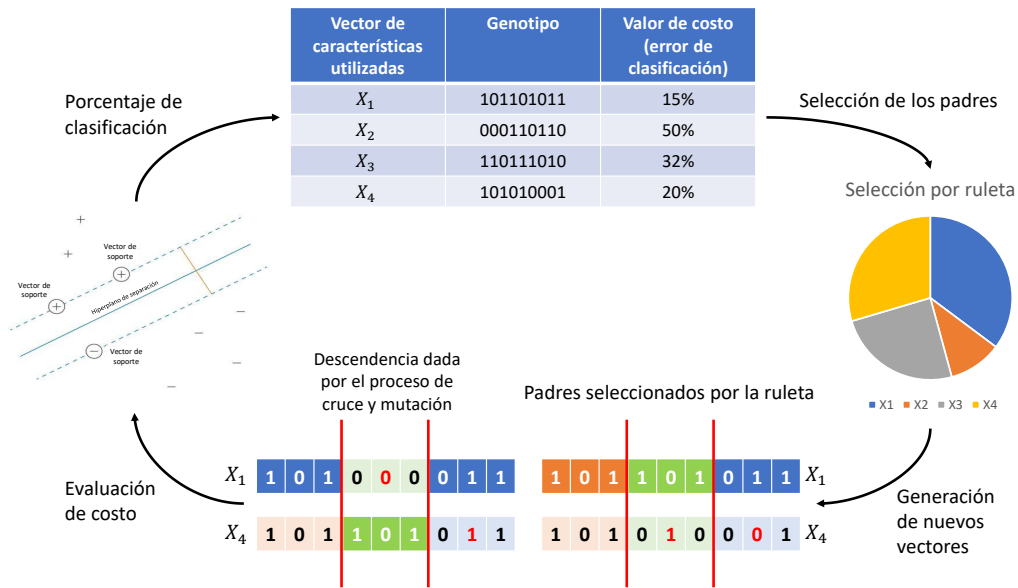 Vector de
características
utilizadas
Genotipo
Valor de costo
(error de
clasificación)
X₁
101101011
15%
X₂
000110110
50%
X₃
110111010
32%
X₄
101010001
20%
Porcentaje de
clasificación
Selección de los padres
Selección por ruleta
X1 X2 X3 X4
+
+
Vector de
soporte
+
Vector de
soporte
+
Hiperplano de separación
−
Vector de
soporte
−
−
−
−
Descendencia dada
por el proceso de
cruce y mutación
Padres seleccionados por la ruleta
X₁ 1 0 1 0 0 0 0 1 1
1 0 1 1 0 1 0 1 1 X₁
X₄ 1 0 1 1 0 1 0 1 1
1 0 1 0 1 0 0 0 1 X₄
Evaluación
de costo
Generación
de nuevos
vectores